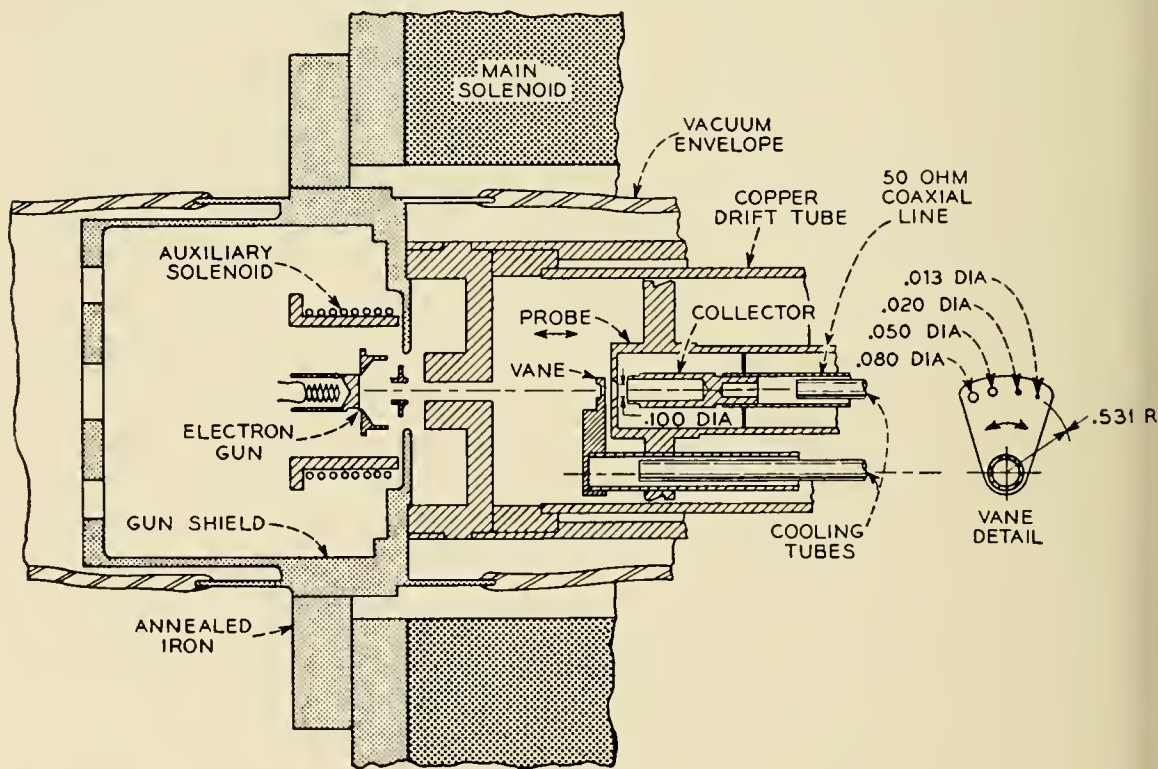 MAIN
SOLENOID
VACUUM
ENVELOPE
50 OHM
COAXIAL
LINE
COPPER
DRIFT TUBE
AUXILIARY
SOLENOID
.013 DIA
.020 DIA
.050 DIA
.080 DIA
PROBE
COLLECTOR
VANE
.100 DIA
.531 R
ELECTRON
GUN
GUN SHIELD
COOLING
TUBES
VANE
DETAIL
ANNEALED
IRON